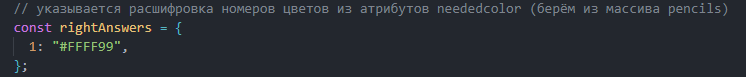 // указывается расшифровка номеров цветов из атрибутов neededcolor (берём из массива pencils)
const rightAnswers = {
1: "#FFFF99",
};